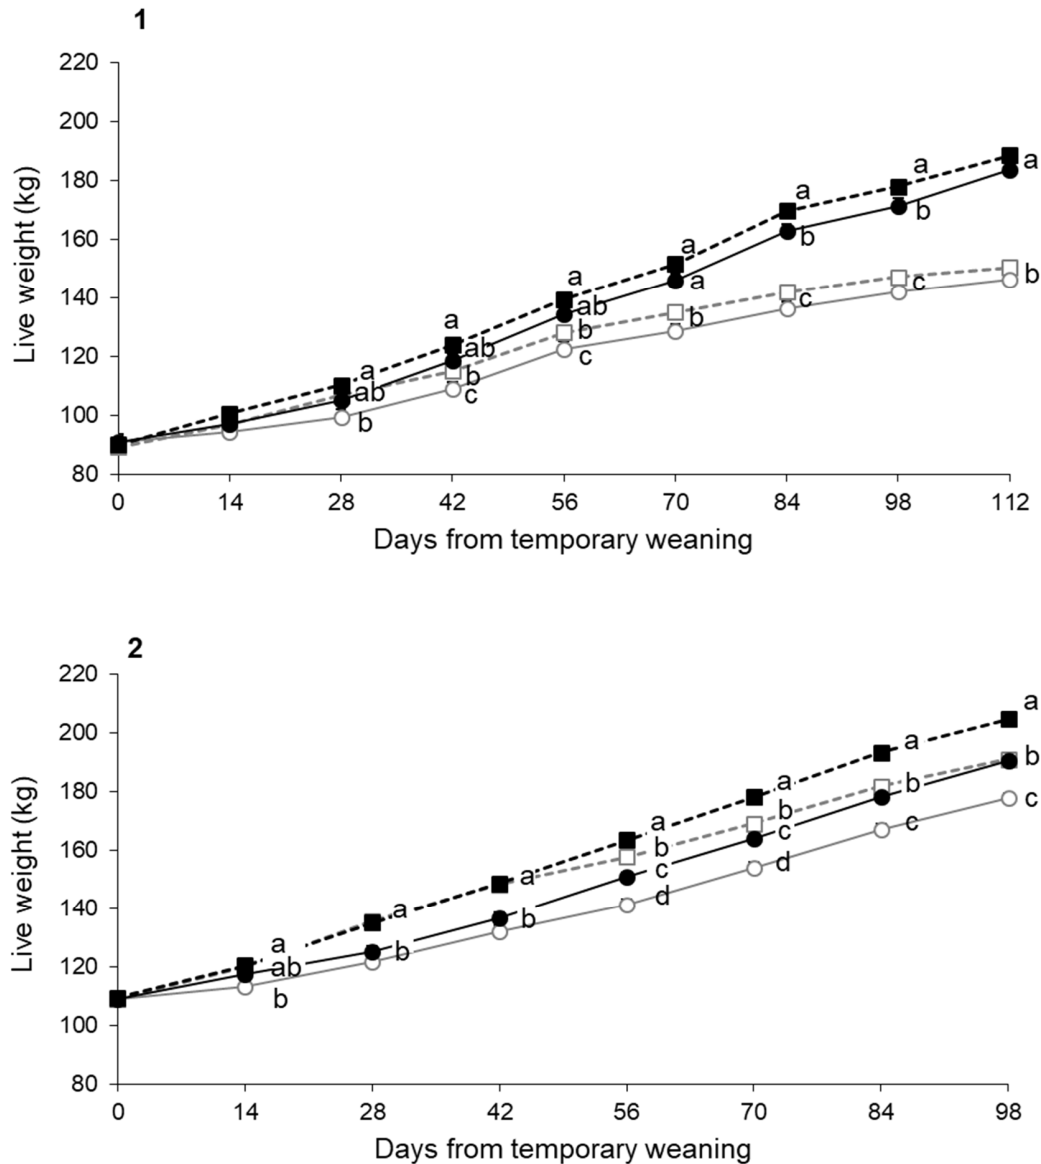 1
220
200
180
160
140
120
100
80
Live weight (kg)
a
a
a
a
a
a
a
a
ab
ab
ab
a
b
b
b
b
b
c
c
b
b
c
c
0 14 28 42 56 70 84 98 112
Days from temporary weaning
2
220
200
180
160
140
120
100
80
Live weight (kg)
a
a
a
a
a
a
a
b
b
b
b
c
c
c
c
d
d
ab
b
b
b
0 14 28 42 56 70 84 98
Days from temporary weaning